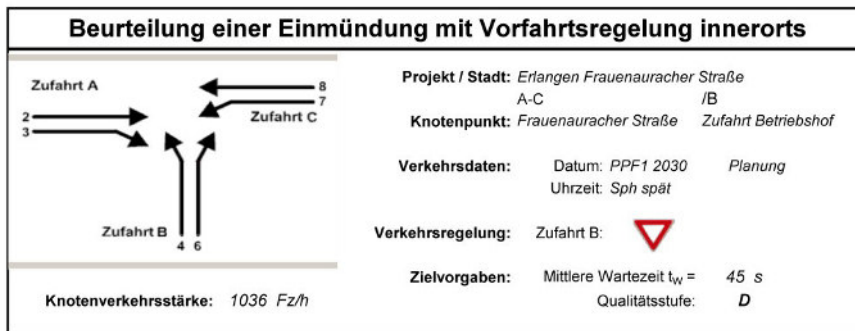 Beurteilung einer Einmündung mit Vorfahrtsregelung innerorts
Zufahrt A
8
7
Zufahrt C
2
3
Zufahrt B
4 6
Knotenverkehrsstärke: 1036 Fz/h
Projekt / Stadt: Erlangen Frauenauracher Straße
A-C /B
Knotenpunkt: Frauenauracher Straße Zufahrt Betriebshof
Verkehrsdaten: Datum: PPF1 2030 Planung
Uhrzeit: Sph spät
Verkehrsregelung: Zufahrt B:
Zielvorgaben: Mittlere Wartezeit tw = 45 s
Qualitätsstufe: D